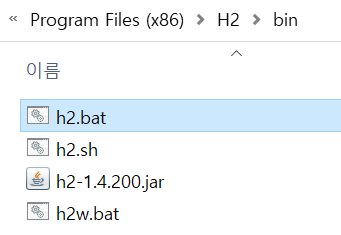 « Program Files (x86) > H2 > bin
이름
h2.bat
h2.sh
h2-1.4.200.jar
h2w.bat